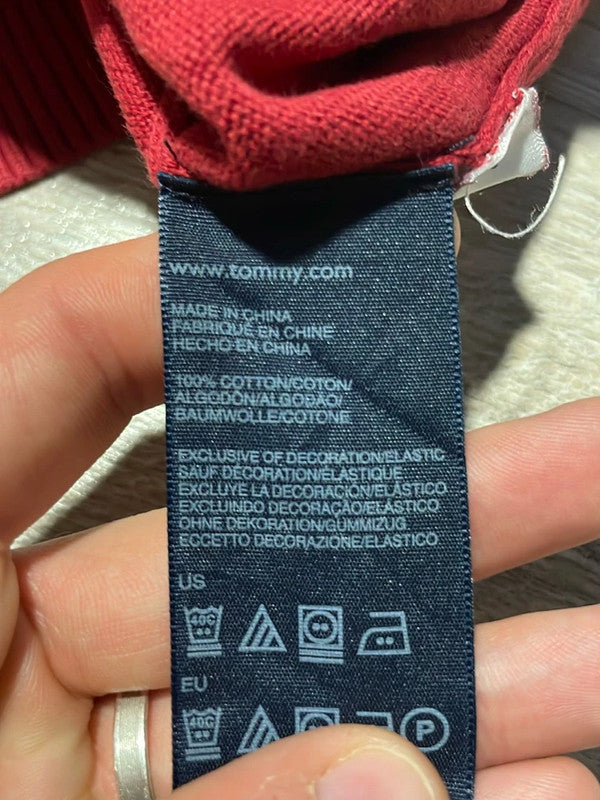 www.tommy.com
MADE IN CHINA
FABRIQUÉ EN CHINE
HECHO EN CHINA
100% COTTON/COTON/
ALGODÓN/ALGODÃO/
BAUMWOLLE/COTONE
EXCLUSIVE OF DECORATION/ELASTIC
SAUF DÉCORATION/ÉLASTIQUE
EXCLUYE LA DECORACIÓN/ELÁSTICO
EXCLUINDO DECORAÇÃO/ELÁSTICO
OHNE DEKORATION/GUMMIZUG
ECCETTO DECORAZIONE/ELASTICO
US
40C
EU
40C P